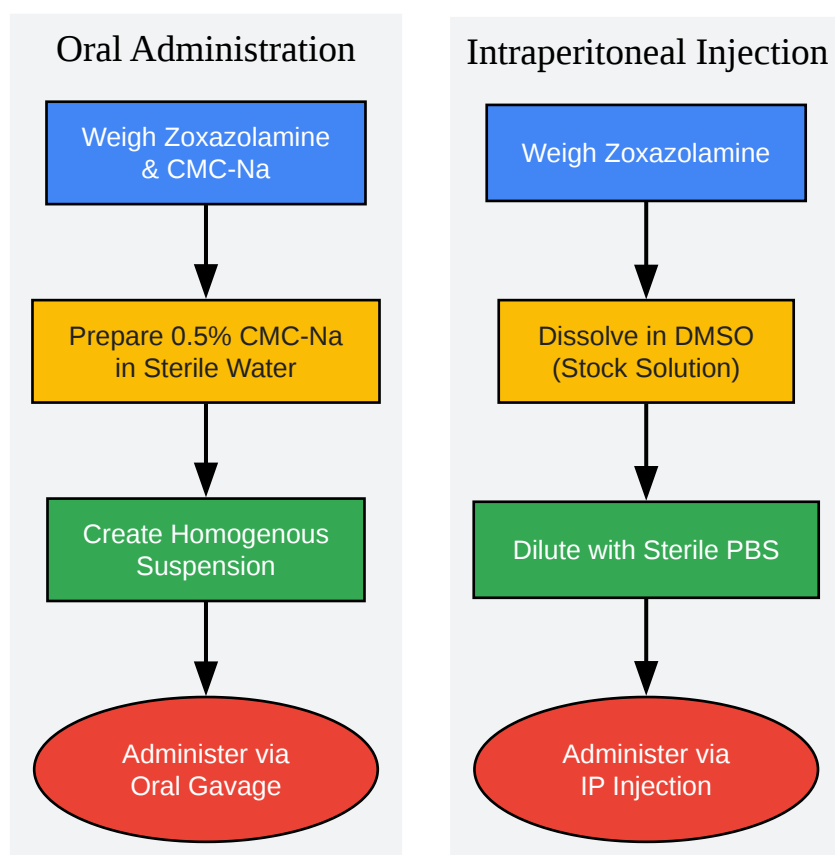 Oral Administration
Weigh Zoxazolamine
& CMC-Na
Prepare 0.5% CMC-Na
in Sterile Water
Create Homogenous
Suspension
Administer via
Oral Gavage
Intraperitoneal Injection
Weigh Zoxazolamine
Dissolve in DMSO
(Stock Solution)
Dilute with Sterile PBS
Administer via
IP Injection